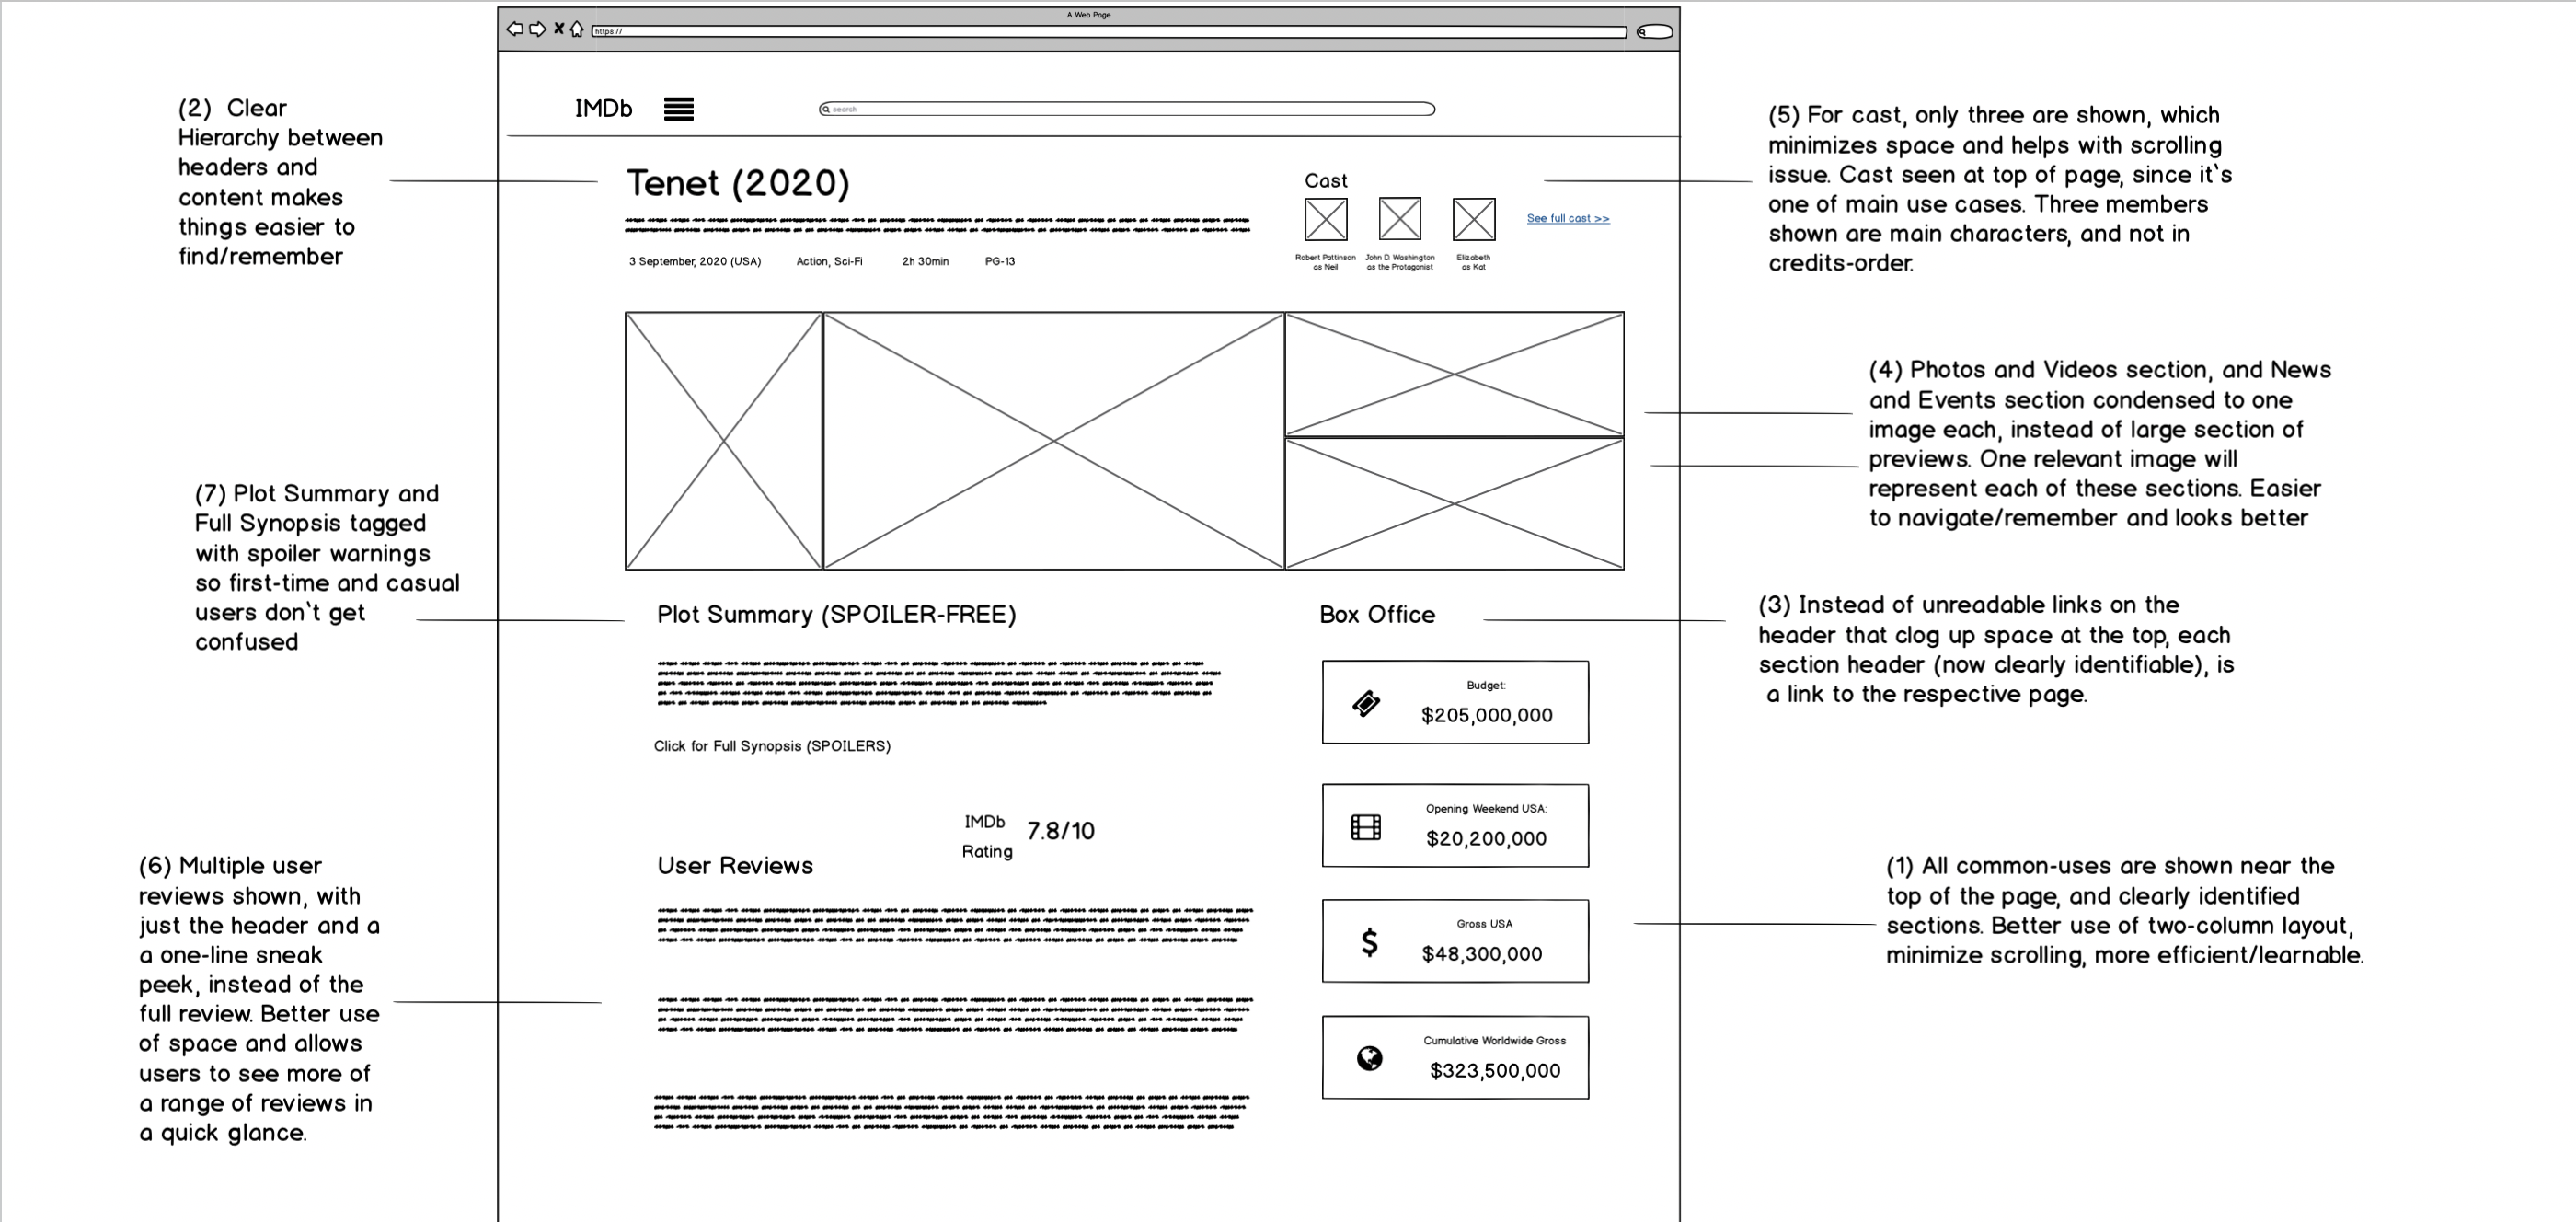 A Web Page
https://
IMDb
search
(2) Clear
Hierarchy between
headers and
content makes
things easier to
find/remember
Tenet (2020)
3 September, 2020 (USA) Action, Sci-Fi 2h 30min PG-13
Cast
See full cast >>
Robert Pattinson
as Neil
John D. Washington
as the Protagonist
Elizabeth
as Kat
(5) For cast, only three are shown, which
minimizes space and helps with scrolling
issue. Cast seen at top of page, since it`s
one of main use cases. Three members
shown are main characters, and not in
credits-order.
(4) Photos and Videos section, and News
and Events section condensed to one
image each, instead of large section of
previews. One relevant image will
represent each of these sections. Easier
to navigate/remember and looks better
(7) Plot Summary and
Full Synopsis tagged
with spoiler warnings
so first-time and casual
users don`t get
confused
Plot Summary (SPOILER-FREE)
Click for Full Synopsis (SPOILERS)
Box Office
Budget:
$205,000,000
Opening Weekend USA:
$20,200,000
Gross USA
$48,300,000
Cumulative Worldwide Gross
$323,500,000
(3) Instead of unreadable links on the
header that clog up space at the top, each
section header (now clearly identifiable), is
a link to the respective page.
IMDb
Rating
7.8/10
User Reviews
(6) Multiple user
reviews shown, with
just the header and a
a one-line sneak
peek, instead of the
full review. Better use
of space and allows
users to see more of
a range of reviews in
a quick glance.
(1) All common-uses are shown near the
top of the page, and clearly identified
sections. Better use of two-column layout,
minimize scrolling, more efficient/learnable.